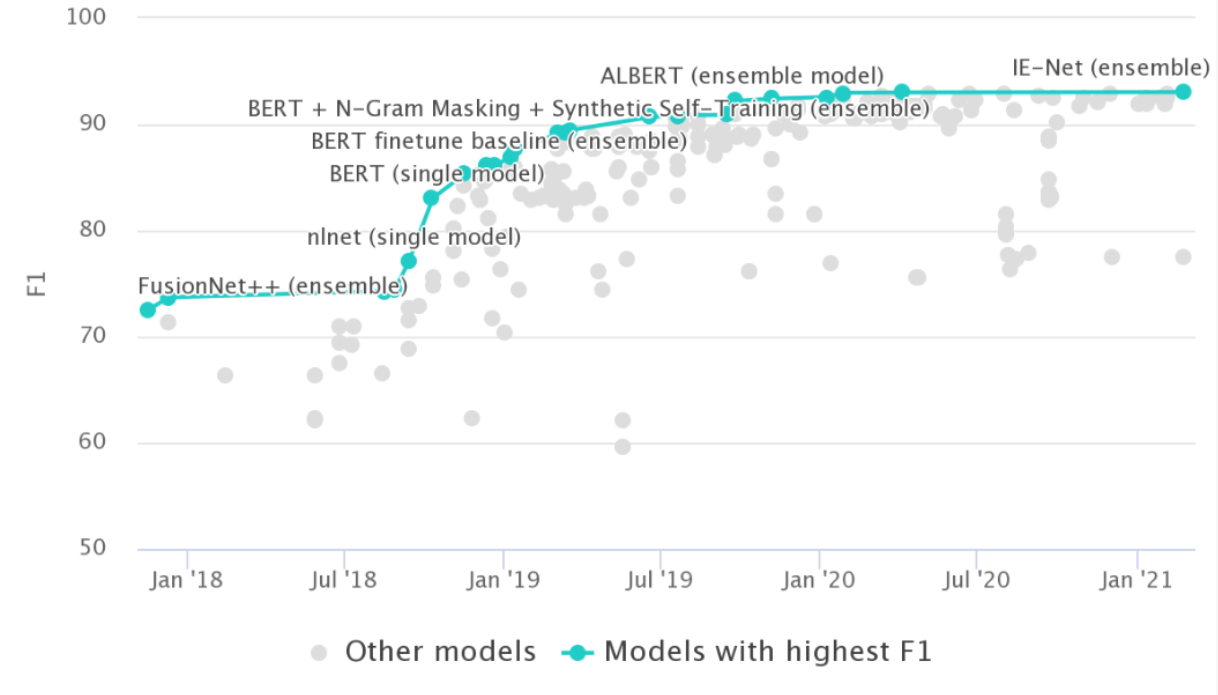 100
ALBERT (ensemble model)
IE-Net (ensemble)
BERT + N-Gram Masking + Synthetic Self-Training (ensemble)
90
BERT finetune baseline (ensemble)
BERT (single model)
80
nlnet (single model)
F1
FusionNet++ (ensemble)
70
60
50
Jan '18
Jul '18
Jan '19
Jul '19
Jan '20
Jul '20
Jan '21
Other models
Models with highest F1